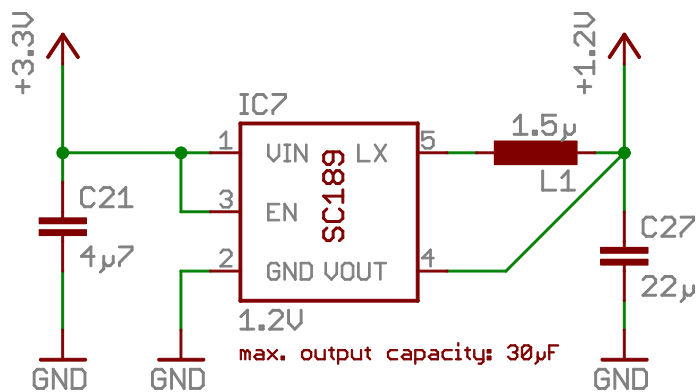 +3.3V
+1.2V
IC7
1
VIN
LX
5
1.5µ
L1
SC189
3
EN
C21
4µ7
2
GND
VOUT
4
C27
22µ
1.2V
max. output capacity: 30µF
GND
GND
GND